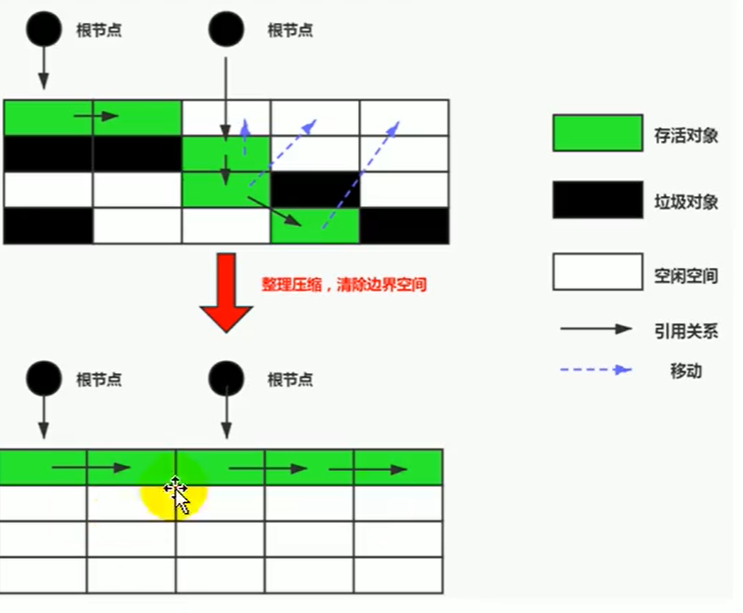 根节点
根节点
存活对象
垃圾对象
空闲空间
整理压缩，清除边界空间
引用关系
移动
根节点
根节点